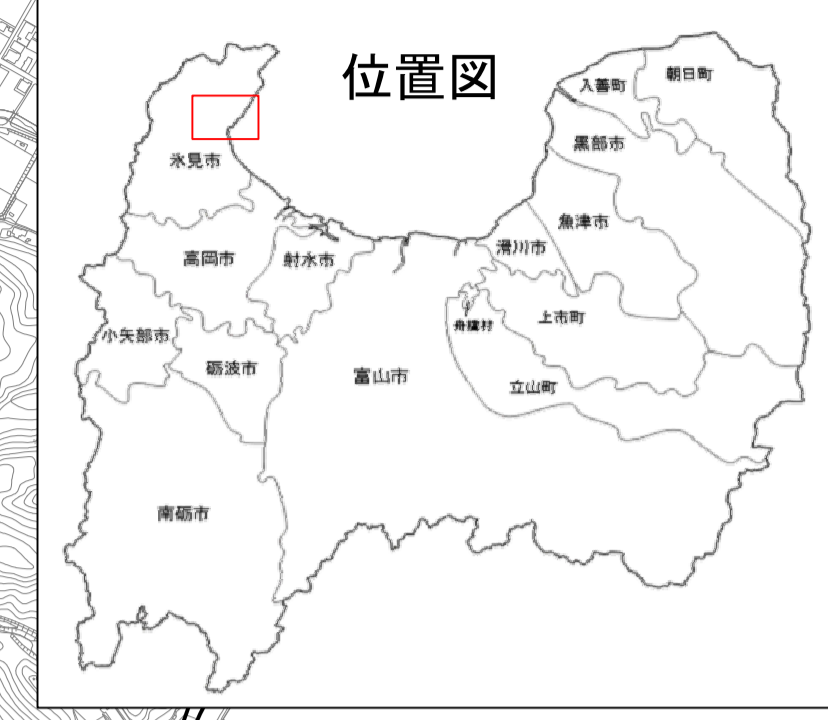 位置図
入善町
朝日町
黒部市
氷見市
魚津市
滑川市
高岡市
射水市
上市町
舟橋村
小矢部市
砺波市
富山市
立山町
南砺市